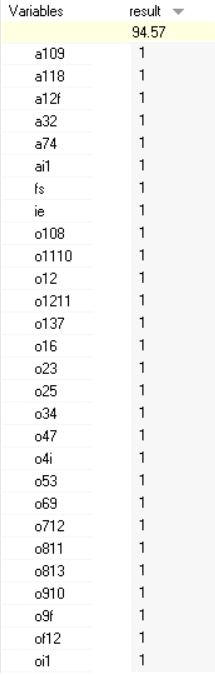 Variables result
94.57
a109 1
a118 1
a12f 1
a32 1
a74 1
ai1 1
fs 1
ie 1
o108 1
o1110 1
o12 1
o1211 1
o137 1
o16 1
o23 1
o25 1
o34 1
o47 1
o4i 1
o53 1
o69 1
o712 1
o811 1
o813 1
o910 1
o9f 1
of12 1
oi1 1